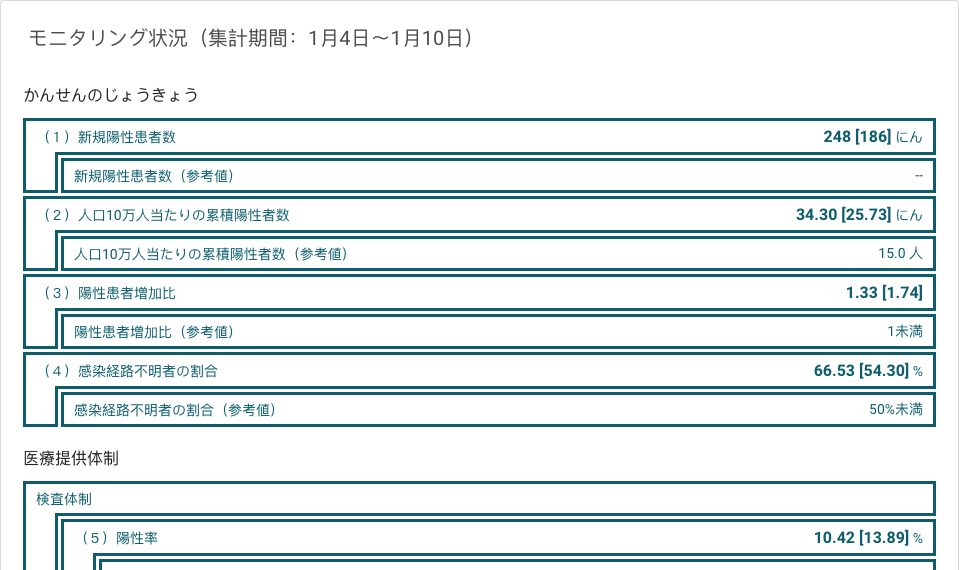 モニタリング状況（集計期間：1月4日～1月10日）
かんせんのじょうきょう
（１）新規陽性患者数 248 [186] にん
新規陽性患者数（参考値） --
（２）人口10万人当たりの累積陽性者数 34.30 [25.73] にん
人口10万人当たりの累積陽性者数（参考値） 15.0 人
（３）陽性患者増加比 1.33 [1.74]
陽性患者増加比（参考値） 1未満
（４）感染経路不明者の割合 66.53 [54.30] %
感染経路不明者の割合（参考値） 50%未満
医療提供体制
検査体制
（５）陽性率 10.42 [13.89] %